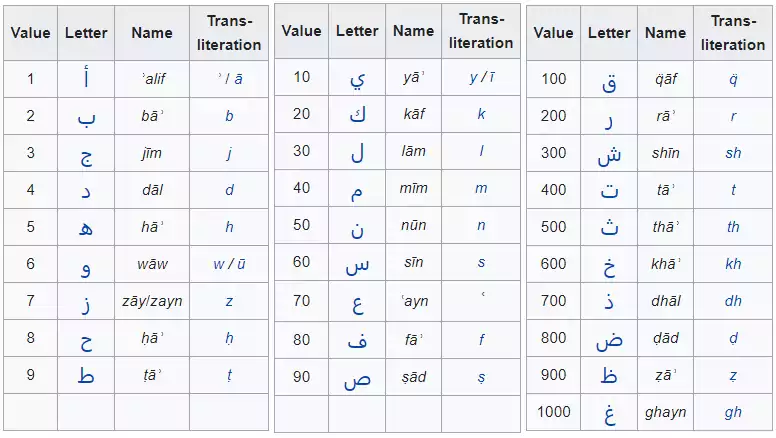 Value Letter Name Trans-
literation
1 أ ʾalif ʾ / ā
2 ب bāʾ b
3 ج jīm j
4 د dāl d
5 ه hāʾ h
6 و wāw w / ū
7 ز zāy/zayn z
8 ح ḥāʾ ḥ
9 ط ṭāʾ ṭ
Value Letter Name Trans-
literation
10 ي yāʾ y / ī
20 ك kāf k
30 ل lām l
40 م mīm m
50 ن nūn n
60 س sīn s
70 ع ʿayn ʿ
80 ف fāʾ f
90 ص ṣād ṣ
Value Letter Name Trans-
literation
100 ق q̈āf q̈
200 ر rāʾ r
300 ش shīn sh
400 ت tāʾ t
500 ث thāʾ th
600 خ khāʾ kh
700 ذ dhāl dh
800 ض ḍād ḍ
900 ظ ẓāʾ ẓ
1000 غ ghayn gh